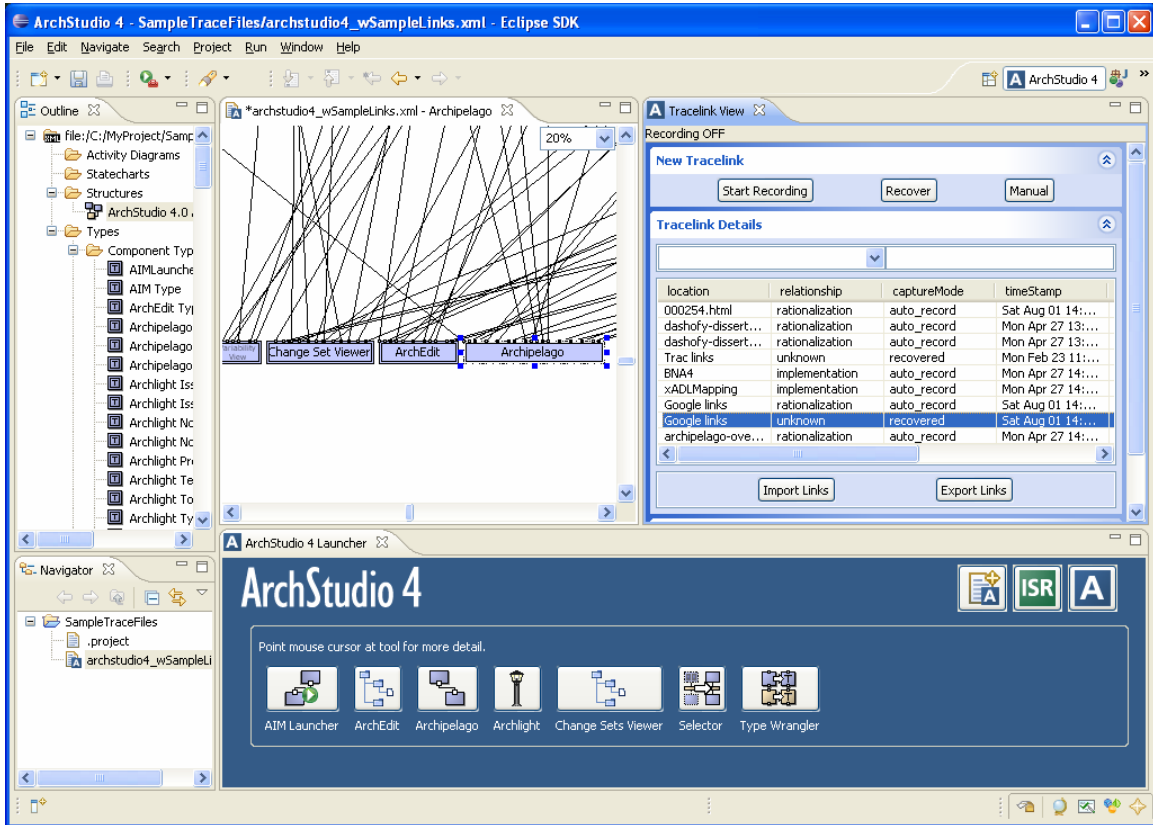 ArchStudio 4 - SampleTraceFiles/archstudio4_wSampleLinks.xml - Eclipse SDK
File Edit Navigate Search Project Run Window Help
ArchStudio 4
Outline
file:/C:/MyProject/Samp
Activity Diagrams
Statecharts
Structures
ArchStudio 4.0
Types
Component Typ
AIMLaunche
AIM Type
ArchEdit Ty
Archipelago
Archipelago
Archipelago
Archlight Iss
Archlight Iss
Archlight No
Archlight No
Archlight Pr
Archlight Te
Archlight To
Archlight Ty
*archstudio4_wSampleLinks.xml - Archipelago
20%
Variability View
Change Set Viewer
ArchEdit
Archipelago
Tracelink View
Recording OFF
New Tracelink
Start Recording Recover Manual
Tracelink Details
location relationship captureMode timeStamp
000254.html rationalization auto_record Sat Aug 01 14:...
dashofy-dissert... rationalization auto_record Mon Apr 27 13:...
dashofy-dissert... rationalization auto_record Mon Apr 27 13:...
Trac links unknown recovered Mon Feb 23 11:...
BNA4 implementation auto_record Mon Apr 27 14:...
xADLMapping implementation auto_record Mon Apr 27 14:...
Google links rationalization auto_record Sat Aug 01 14:...
Google links unknown recovered Sat Aug 01 14:...
archipelago-ove... rationalization auto_record Mon Apr 27 14:...
Import Links Export Links
Navigator
SampleTraceFiles
.project
archstudio4_wSampleLi
ArchStudio 4 Launcher
ArchStudio 4
ISR A
Point mouse cursor at tool for more detail.
AIM Launcher ArchEdit Archipelago Archlight Change Sets Viewer Selector Type Wrangler